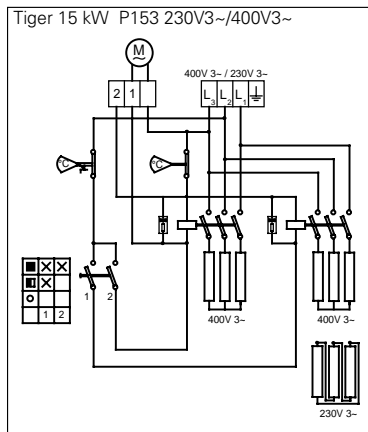 Tiger 15 kW P153 230V3~/400V3~
M
~
400V 3~ / 230V 3~
2 1
L3 L2 L1
°C
°C
1 2
1 2
400V 3~
400V 3~
230V 3~